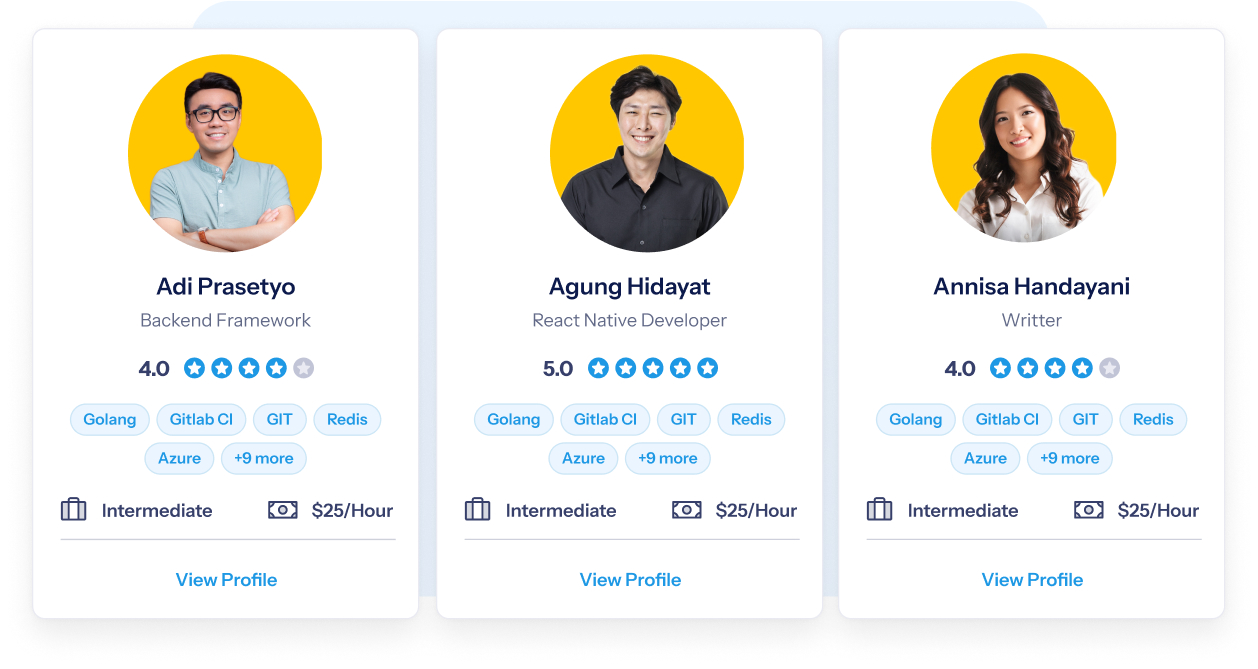 Adi Prasetyo
Backend Framework
4.0
Golang Gitlab CI GIT Redis
Azure +9 more
Intermediate $25/Hour
View Profile
Agung Hidayat
React Native Developer
5.0
Golang Gitlab CI GIT Redis
Azure +9 more
Intermediate $25/Hour
View Profile
Annisa Handayani
Writter
4.0
Golang Gitlab CI GIT Redis
Azure +9 more
Intermediate $25/Hour
View Profile